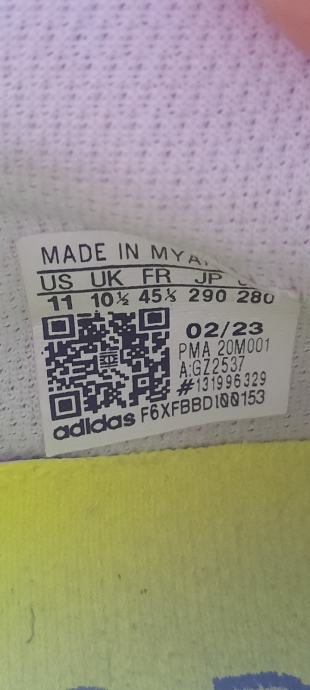 MADE IN MYA
US UK FR JP
11 10½ 45⅓ 290 280
02/23
PMA 20M001
A:GZ2537
#131996329
adidas F6XFBBD100153